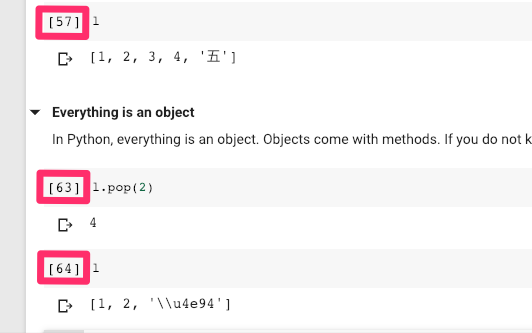 [57] l
[1, 2, 3, 4, '五']
Everything is an object
In Python, everything is an object. Objects come with methods. If you do not k
[63] l.pop(2)
4
[64] l
[1, 2, '\\u4e94']